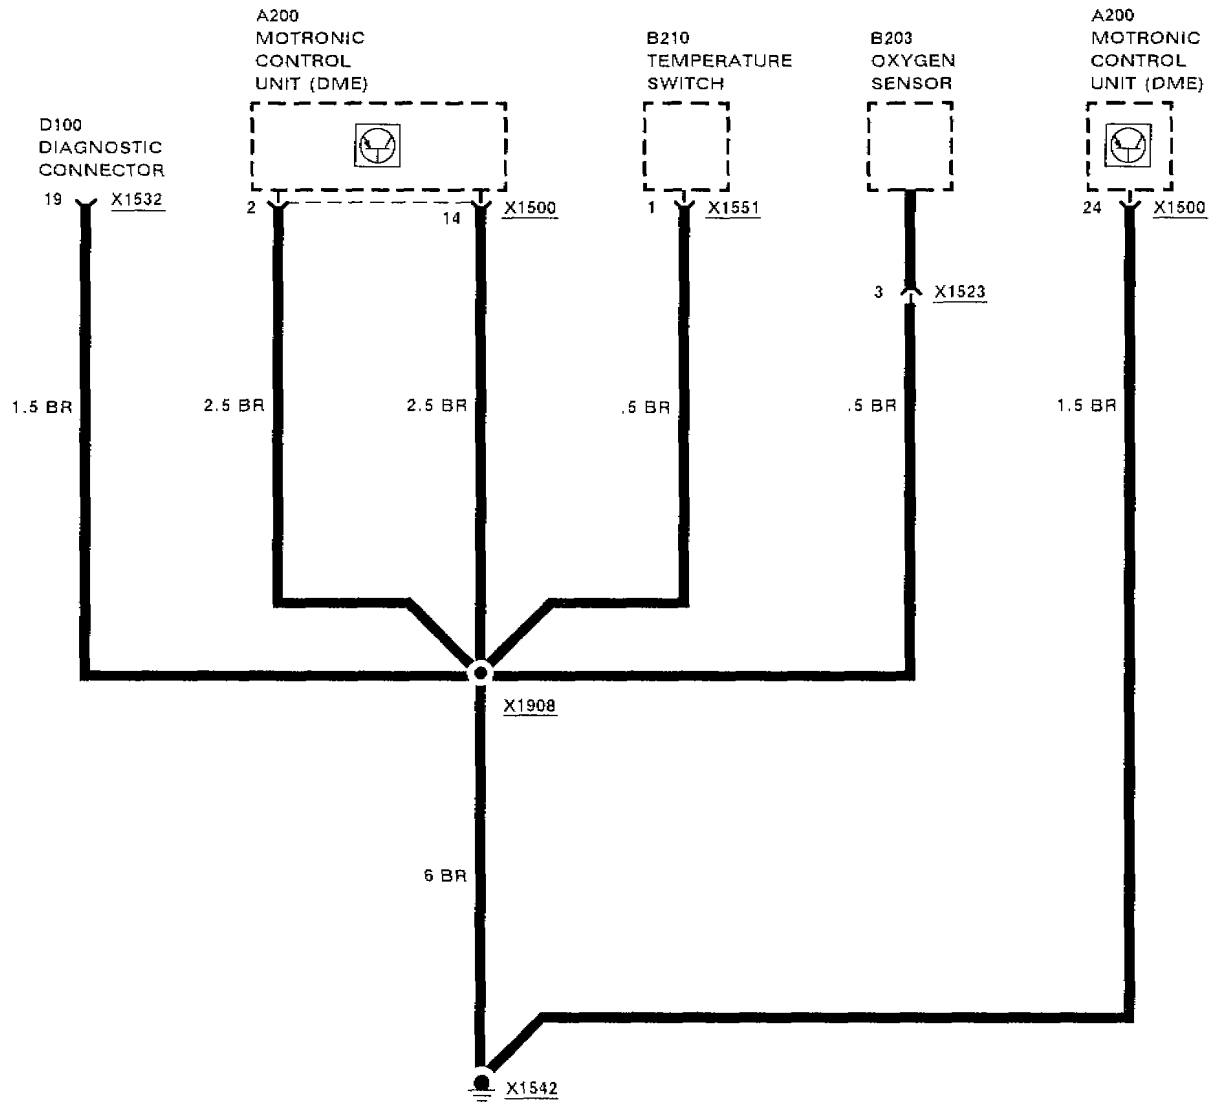 A200
MOTRONIC
CONTROL
UNIT (DME)
B210
TEMPERATURE
SWITCH
B203
OXYGEN
SENSOR
A200
MOTRONIC
CONTROL
UNIT (DME)
D100
DIAGNOSTIC
CONNECTOR
19 X1532
2
14 X1500
1 X1551
24 X1500
3 X1523
1.5 BR
2.5 BR
2.5 BR
.5 BR
.5 BR
1.5 BR
X1908
6 BR
X1542